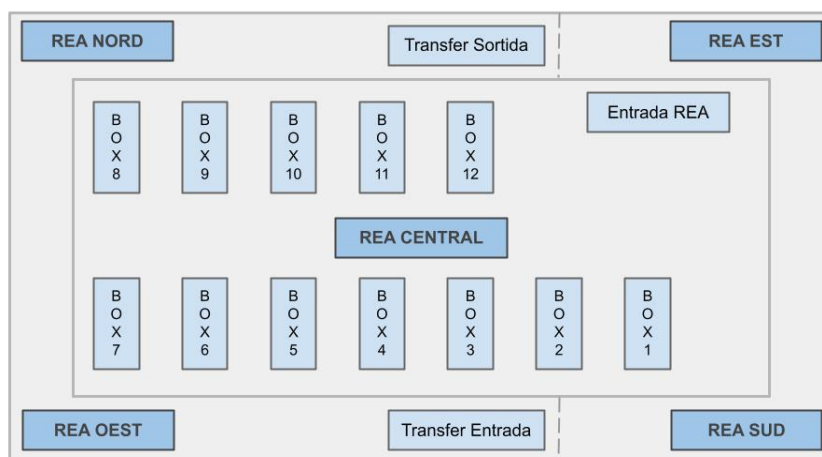 REA NORD
Transfer Sortida
REA EST
Entrada REA
BOX 8
BOX 9
BOX 10
BOX 11
BOX 12
REA CENTRAL
BOX 7
BOX 6
BOX 5
BOX 4
BOX 3
BOX 2
BOX 1
REA OEST
Transfer Entrada
REA SUD